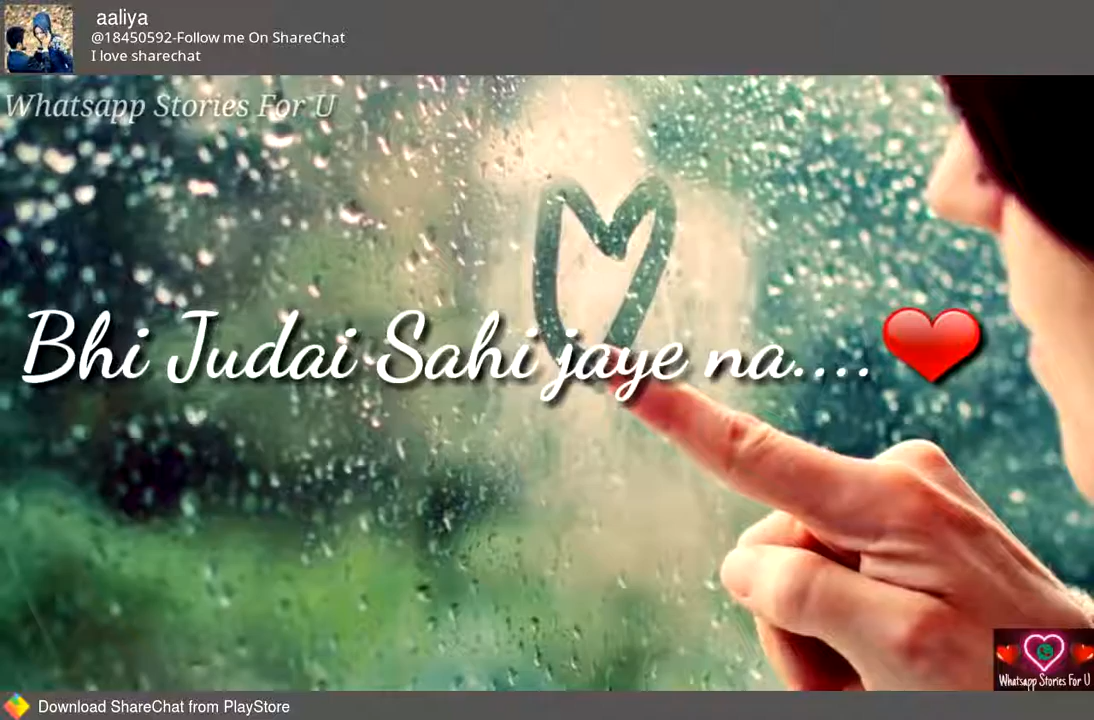 aaliya
@18450592-Follow me On ShareChat
I love sharechat
Whatsapp Stories For U
Bhi Judai Sahi jaye na....
Whatsapp Stories For U
Download ShareChat from PlayStore